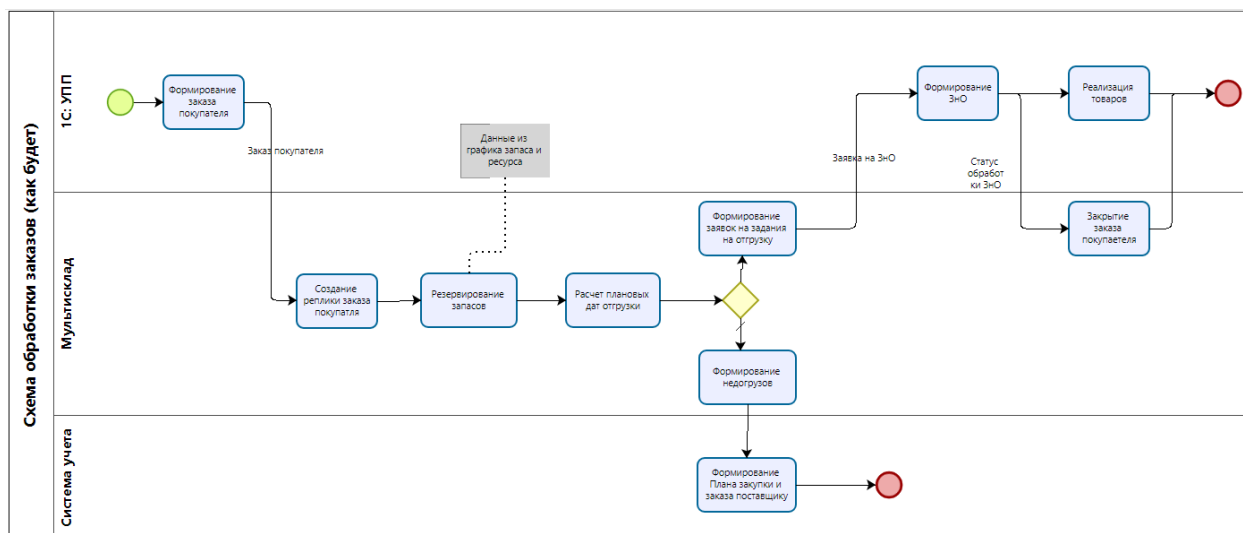 Схема обработки заказов (как будет)
1С: УПП
Формирование
заказа
покупателя
Заказ покупателя
Данные из
графика запаса и
ресурса
Формирование
ЗнО
Реализация
товаров
Заявка на ЗнО
Статус
обработ
ки ЗнО
Мультисклад
Создание
реплики заказа
покупатля
Резервирование
запасов
Расчет плановых
дат отгрузки
Формирование
заявок на задания
на отгрузку
Закрытие
заказа
покупаетеля
Формирование
недогрузов
Система учета
Формирование
Плана закупки и
заказа поставщику